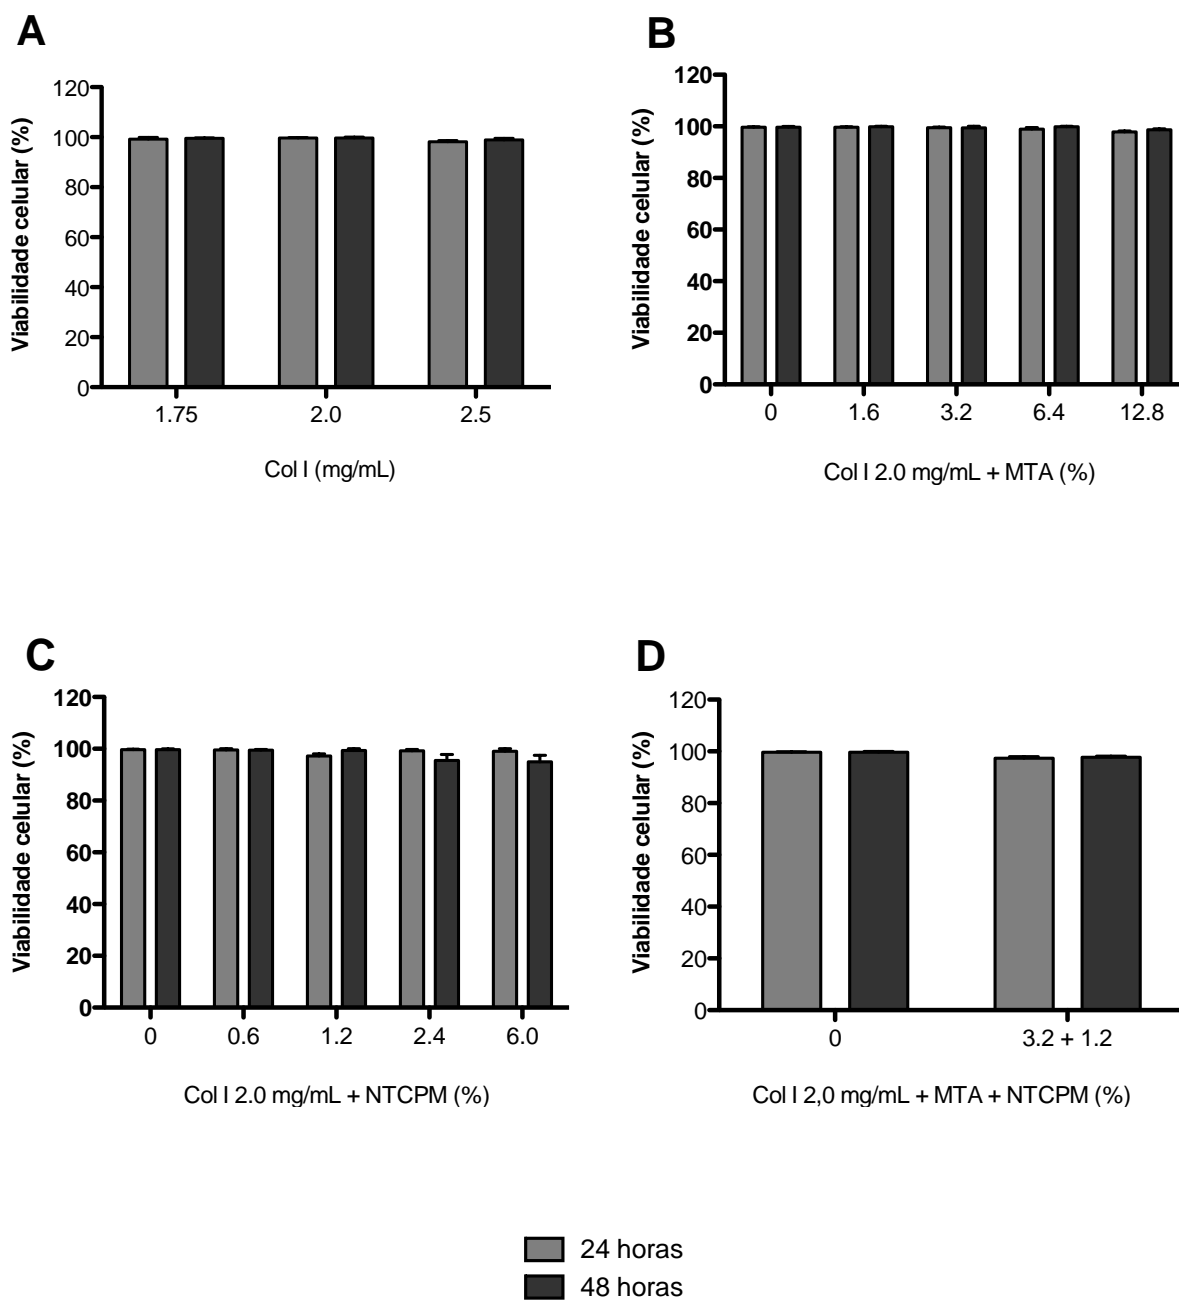 A
Viabilidade celular (%)
120
100
80
60
40
20
0
1.75 2.0 2.5
Col I (mg/mL)
B
Viabilidade celular (%)
120
100
80
60
40
20
0
0 1.6 3.2 6.4 12.8
Col I 2.0 mg/mL + MTA (%)
C
Viabilidade celular (%)
120
100
80
60
40
20
0
0 0.6 1.2 2.4 6.0
Col I 2.0 mg/mL + NTCPM (%)
D
Viabilidade celular (%)
120
100
80
60
40
20
0
0 3.2 + 1.2
Col I 2,0 mg/mL + MTA + NTCPM (%)
24 horas
48 horas